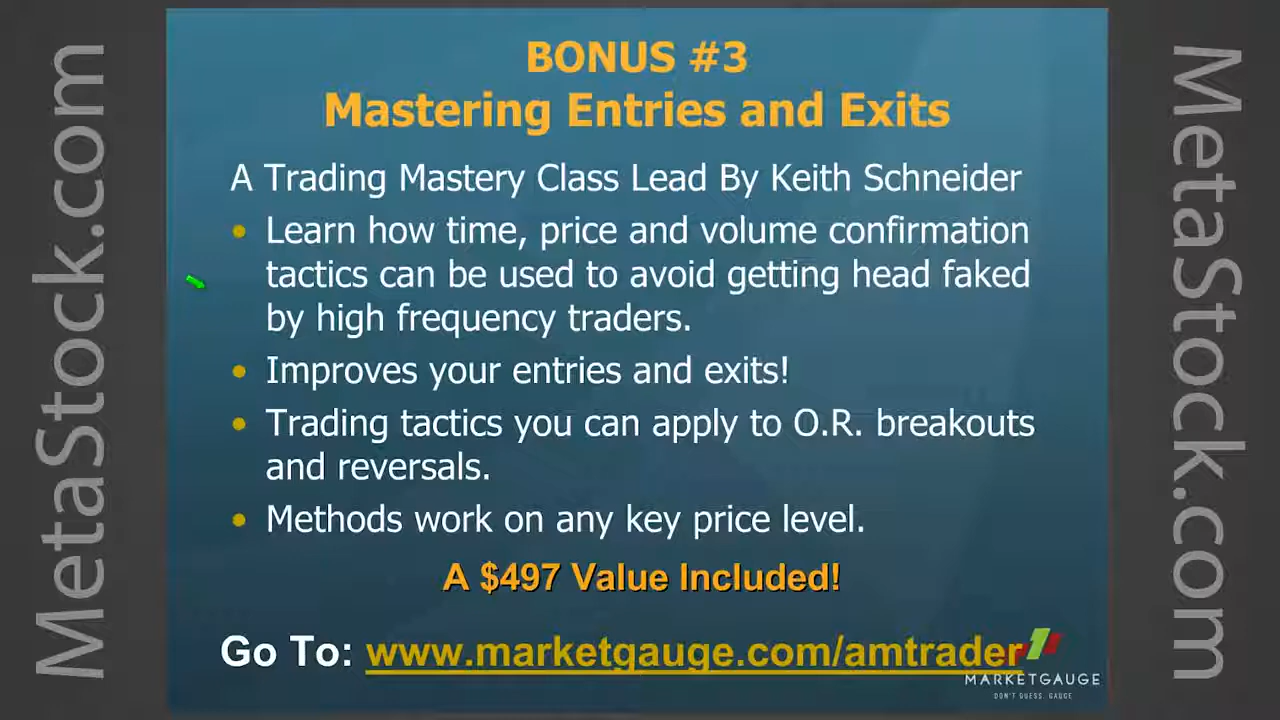 BONUS #3
Mastering Entries and Exits
A Trading Mastery Class Lead By Keith Schneider
• Learn how time, price and volume confirmation
tactics can be used to avoid getting head faked
by high frequency traders.
• Improves your entries and exits!
• Trading tactics you can apply to O.R. breakouts
and reversals.
• Methods work on any key price level.
A $497 Value Included!
Go To: www.marketgauge.com/amtrader
MARKETGAUGE
DON'T GUESS. GAUGE
MetaStock.com
MetaStock.com